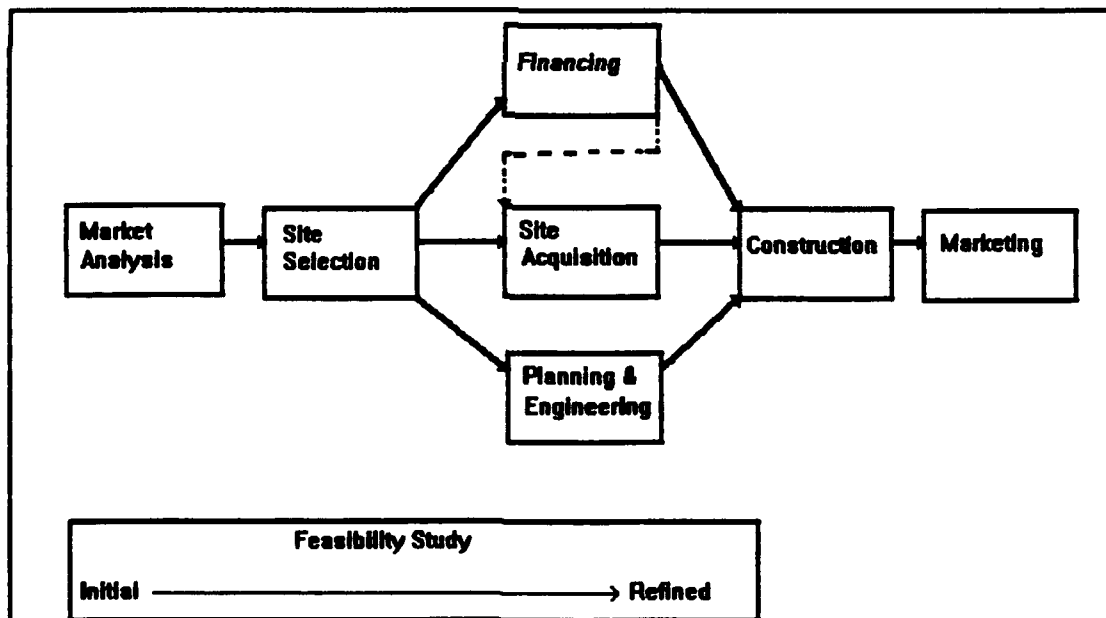 Financing
Market
Analysis
Site
Selection
Site
Acquisition
Construction
Marketing
Planning &
Engineering
Feasibility Study
Initial
Refined